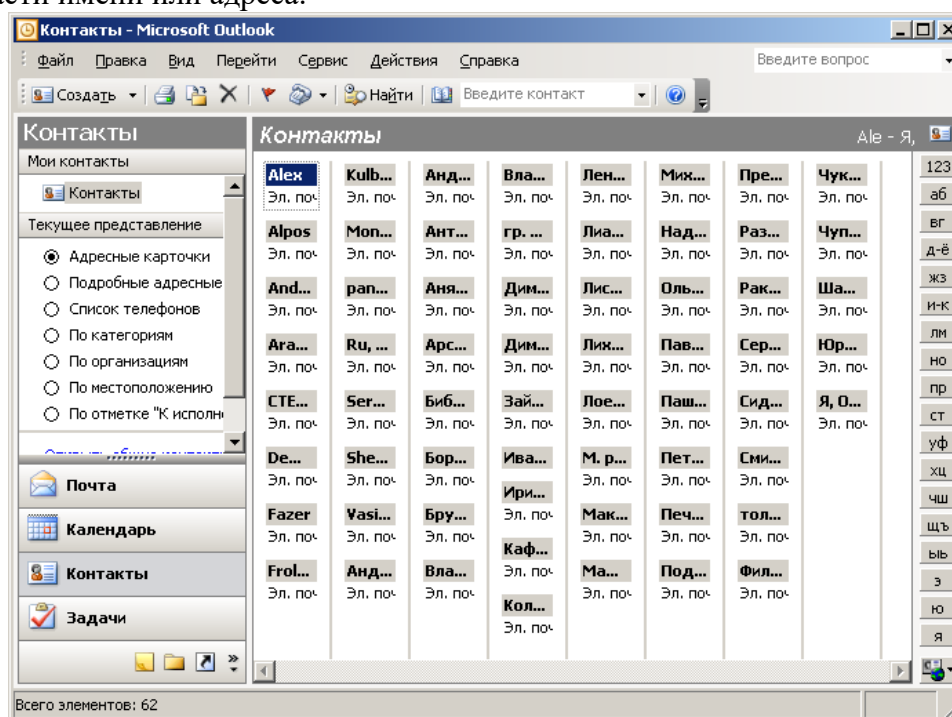 сти имени или адреса.
Контакты - Microsoft Outlook
Файл Правка Вид Перейти Сервис Действия Справка Введите вопрос
Создать Найти Введите контакт
Контакты
Мои контакты
Контакты
Текущее представление
Адресные карточки
Подробные адресные
Список телефонов
По категориям
По организациям
По местоположению
По отметке "К исполн
Почта
Календарь
Контакты
Задачи
Контакты Ale - Я,
Alex Kulb... Анд... Вла... Лен... Мих... Пре... Чук...
Эл. поч Эл. поч Эл. поч Эл. поч Эл. поч Эл. поч Эл. поч Эл. поч
Alpos Mon... Ант... гр. ... Лиа... Над... Раз... Чуп...
Эл. поч Эл. поч Эл. поч Эл. поч Эл. поч Эл. поч Эл. поч Эл. поч
And... pan... Аня... Дим... Лис... Оль... Рак... Ша...
Эл. поч Эл. поч Эл. поч Эл. поч Эл. поч Эл. поч Эл. поч Эл. поч
Ara... Ru, ... Арс... Дим... Лих... Пав... Сер... Юр...
Эл. поч Эл. поч Эл. поч Эл. поч Эл. поч Эл. поч Эл. поч Эл. поч
CTE... Ser... Биб... Зай... Лое... Паш... Сид... Я, О...
Эл. поч Эл. поч Эл. поч Эл. поч Эл. поч Эл. поч Эл. поч Эл. поч
De... She... Бор... Ива... М. р... Пет... Сми...
Эл. поч Эл. поч Эл. поч Эл. поч Эл. поч Эл. поч Эл. поч
Ири...
Fazer Vasi... Бру... Эл. поч Мак... Печ... тол...
Эл. поч Эл. поч Эл. поч Эл. поч Эл. поч Эл. поч
Каф...
Frol... Анд... Вла... Эл. поч Ма... Под... Фил...
Эл. поч Эл. поч Эл. поч Эл. поч Эл. поч Эл. поч
Кол...
Эл. поч
123
аб
вг
д-ё
жз
и-к
лм
но
пр
ст
уф
хц
чш
щъ
ыь
э
ю
я
Всего элементов: 62